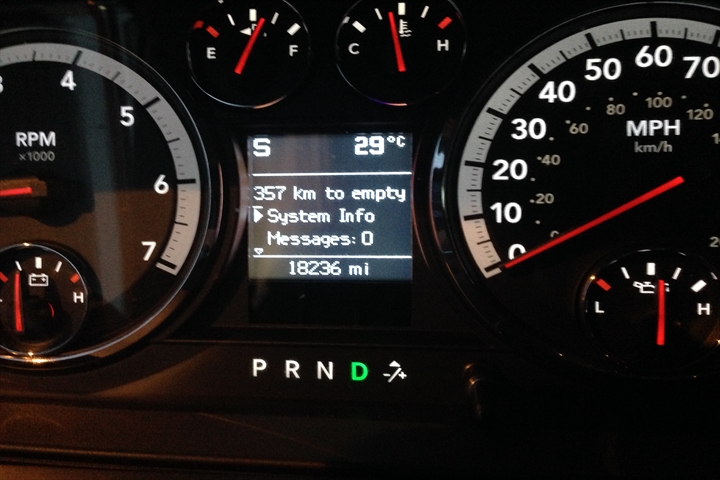 E F
C H
3 4 5 6 7
RPM
x1000
L H
S 29°C
357 km to empty
System Info
Messages: 0
18236 mi
P R N D -/+
0 10 20 30 40 50 60 70
20 40 60 80 100 120
MPH
km/h
L H